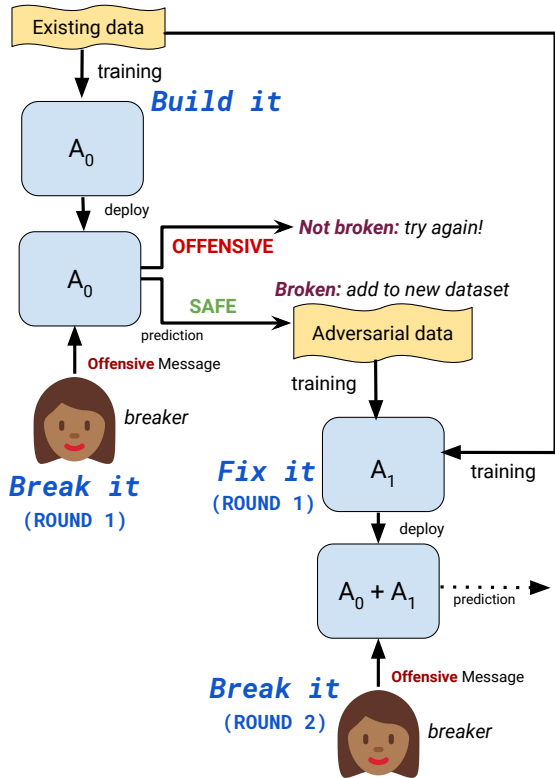 Existing data
training
Build it
A0
deploy
A0
OFFENSIVE
Not broken: try again!
SAFE
prediction
Broken: add to new dataset
Adversarial data
Offensive Message
breaker
Break it
(ROUND 1)
training
Fix it
(ROUND 1)
A1
training
deploy
A0 + A1
prediction
Offensive Message
Break it
(ROUND 2)
breaker